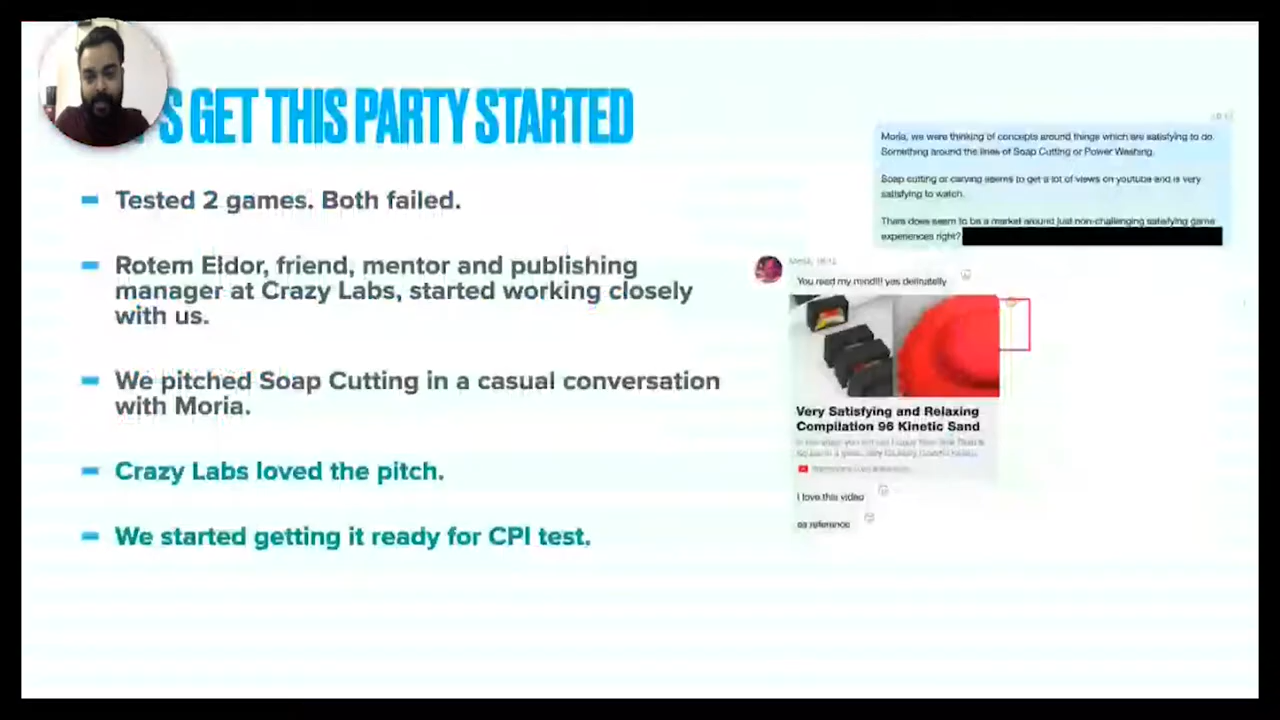 'S GET THIS PARTY STARTED
Tested 2 games. Both failed.
Rotem Eldor, friend, mentor and publishing
manager at Crazy Labs, started working closely
with us.
We pitched Soap Cutting in a casual conversation
with Moria.
Crazy Labs loved the pitch.
We started getting it ready for CPI test.
Moria, we were thinking of concepts around things which are satisfying to do.
Something around the lines of Soap Cutting or Power Washing.
Soap cutting or carving seems to get a lot of views on youtube and is very
satisfying to watch.
There does seem to be a market around just non-challenging satisfying game
experiences right?
You read my mind!!! yes definatelly
Very Satisfying and Relaxing
Compilation 96 Kinetic Sand
I love this video
as reference